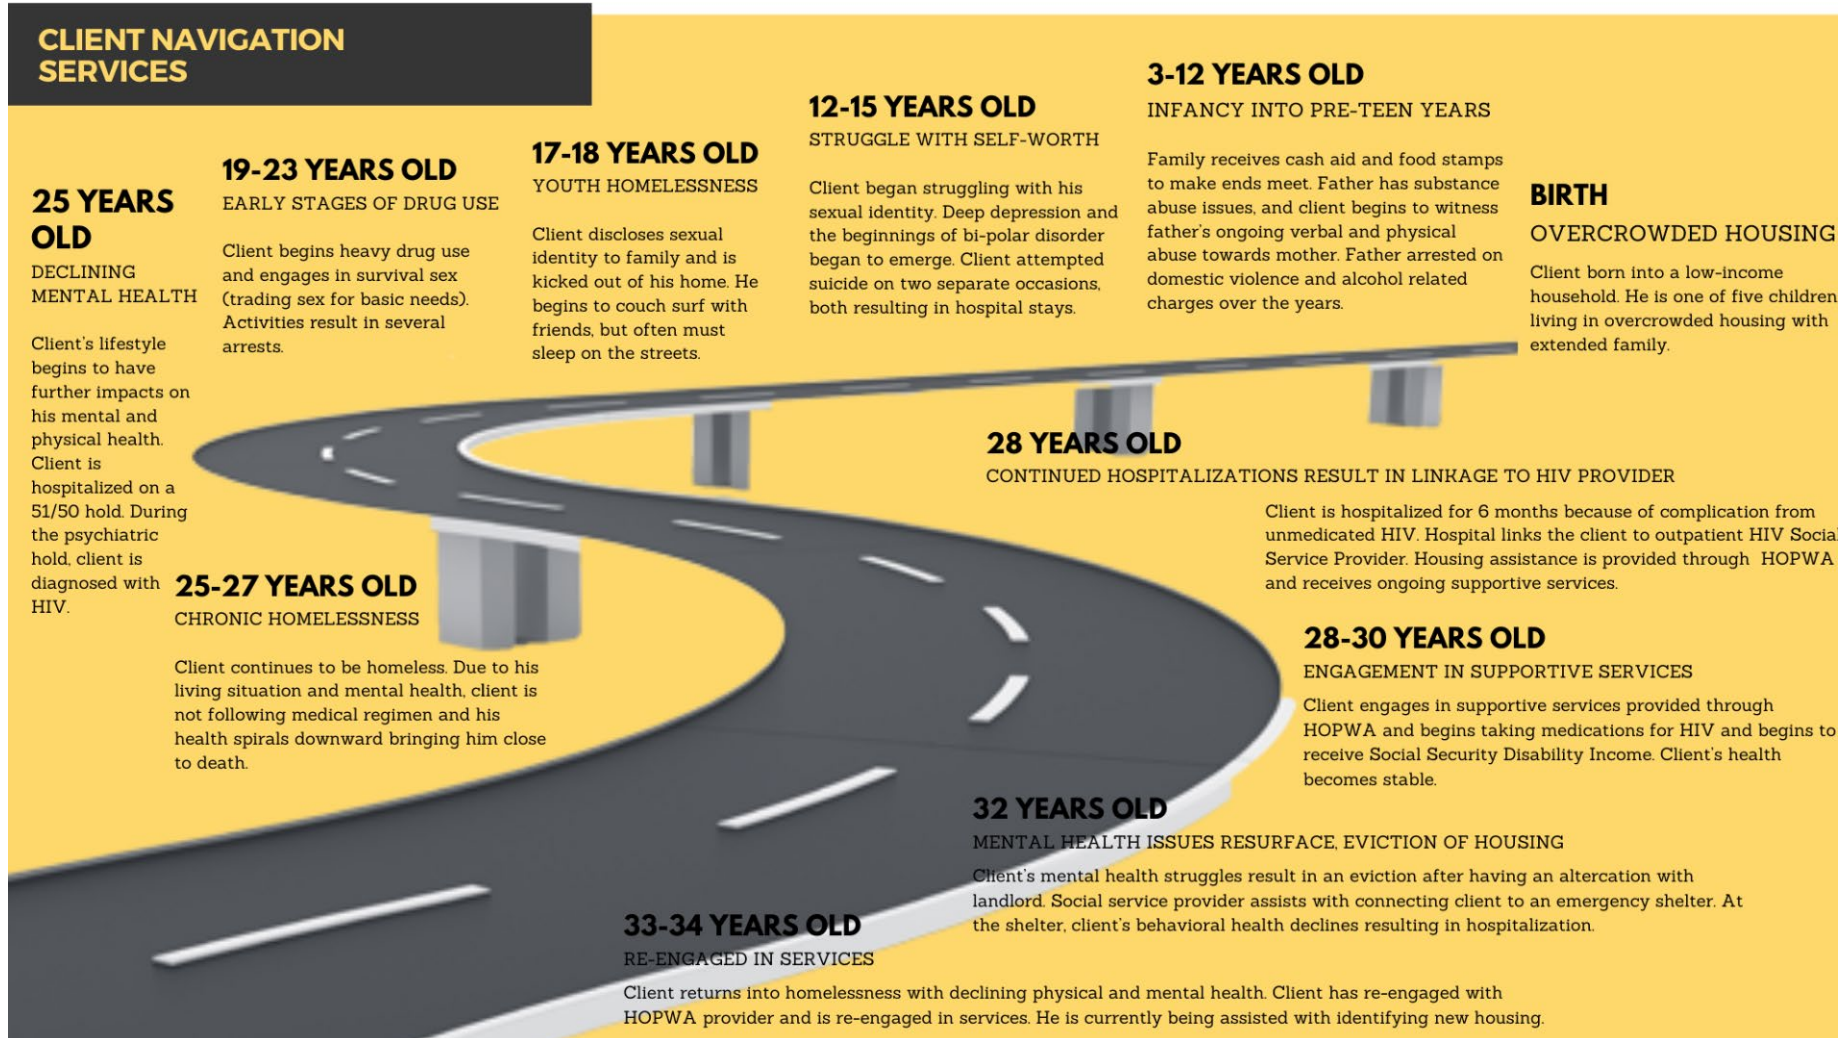 CLIENT NAVIGATION
SERVICES
BIRTH
OVERCROWDED HOUSING
Client born into a low-income
household. He is one of five children
living in overcrowded housing with
extended family.
3-12 YEARS OLD
INFANCY INTO PRE-TEEN YEARS
Family receives cash aid and food stamps
to make ends meet. Father has substance
abuse issues, and client begins to witness
father's ongoing verbal and physical
abuse towards mother. Father arrested on
domestic violence and alcohol related
charges over the years.
12-15 YEARS OLD
STRUGGLE WITH SELF-WORTH
Client began struggling with his
sexual identity. Deep depression and
the beginnings of bi-polar disorder
began to emerge. Client attempted
suicide on two separate occasions,
both resulting in hospital stays.
17-18 YEARS OLD
YOUTH HOMELESSNESS
Client discloses sexual
identity to family and is
kicked out of his home. He
begins to couch surf with
friends, but often must
sleep on the streets.
19-23 YEARS OLD
EARLY STAGES OF DRUG USE
Client begins heavy drug use
and engages in survival sex
(trading sex for basic needs).
Activities result in several
arrests.
25 YEARS
OLD
DECLINING
MENTAL HEALTH
Client's lifestyle
begins to have
further impacts on
his mental and
physical health.
Client is
hospitalized on a
51/50 hold. During
the psychiatric
hold, client is
diagnosed with
HIV.
25-27 YEARS OLD
CHRONIC HOMELESSNESS
Client continues to be homeless. Due to his
living situation and mental health, client is
not following medical regimen and his
health spirals downward bringing him close
to death.
28 YEARS OLD
CONTINUED HOSPITALIZATIONS RESULT IN LINKAGE TO HIV PROVIDER
Client is hospitalized for 6 months because of complication from
unmedicated HIV. Hospital links the client to outpatient HIV Social
Service Provider. Housing assistance is provided through HOPWA
and receives ongoing supportive services.
28-30 YEARS OLD
ENGAGEMENT IN SUPPORTIVE SERVICES
Client engages in supportive services provided through
HOPWA and begins taking medications for HIV and begins to
receive Social Security Disability Income. Client's health
becomes stable.
32 YEARS OLD
MENTAL HEALTH ISSUES RESURFACE, EVICTION OF HOUSING
Client's mental health struggles result in an eviction after having an altercation with
landlord. Social service provider assists with connecting client to an emergency shelter. At
the shelter, client's behavioral health declines resulting in hospitalization.
33-34 YEARS OLD
RE-ENGAGED IN SERVICES
Client returns into homelessness with declining physical and mental health. Client has re-engaged with
HOPWA provider and is re-engaged in services. He is currently being assisted with identifying new housing.